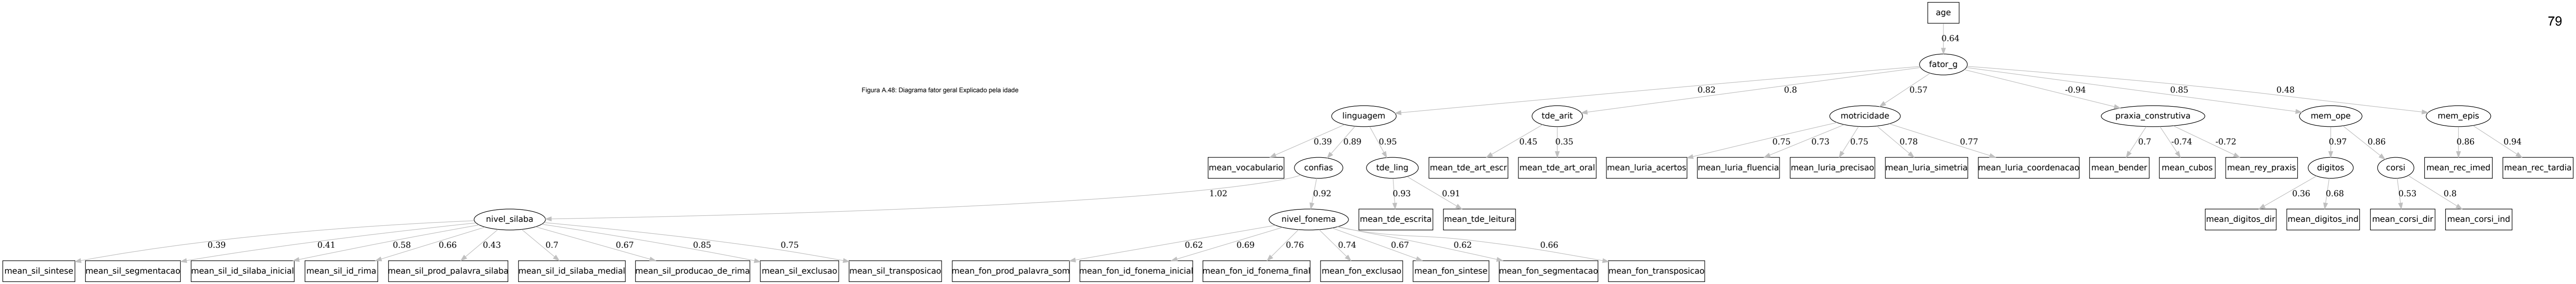 age
79
0.64
fator_g
Figura A.48: Diagrama fator geral Explicado pela idade
0.82 0.8 0.57 -0.94 0.85 0.48
linguagem tde_arit motricidade praxia_construtiva mem_ope mem_epis
0.39 0.89 0.95 0.45 0.35 0.75 0.73 0.75 0.78 0.77 0.7 -0.74 -0.72 0.97 0.86 0.86 0.94
mean_vocabulario confias tde_ling mean_tde_art_escr mean_tde_art_oral mean_luria_acertos mean_luria_fluencia mean_luria_precisao mean_luria_simetria mean_luria_coordenacao mean_bender mean_cubos mean_rey_praxis digitos corsi mean_rec_imed mean_rec_tardia
1.02 0.92 0.93 0.91 0.36 0.68 0.53 0.8
nivel_silaba nivel_fonema mean_tde_escrita mean_tde_leitura mean_digitos_dir mean_digitos_ind mean_corsi_dir mean_corsi_ind
0.39 0.41 0.58 0.66 0.43 0.7 0.67 0.85 0.75 0.62 0.69 0.76 0.74 0.67 0.62 0.66
mean_sil_sintese mean_sil_segmentacao mean_sil_id_silaba_inicial mean_sil_id_rima mean_sil_prod_palavra_silaba mean_sil_id_silaba_medial mean_sil_producao_de_rima mean_sil_exclusao mean_sil_transposicao mean_fon_prod_palavra_som mean_fon_id_fonema_inicial mean_fon_id_fonema_final mean_fon_exclusao mean_fon_sintese mean_fon_segmentacao mean_fon_transposicao